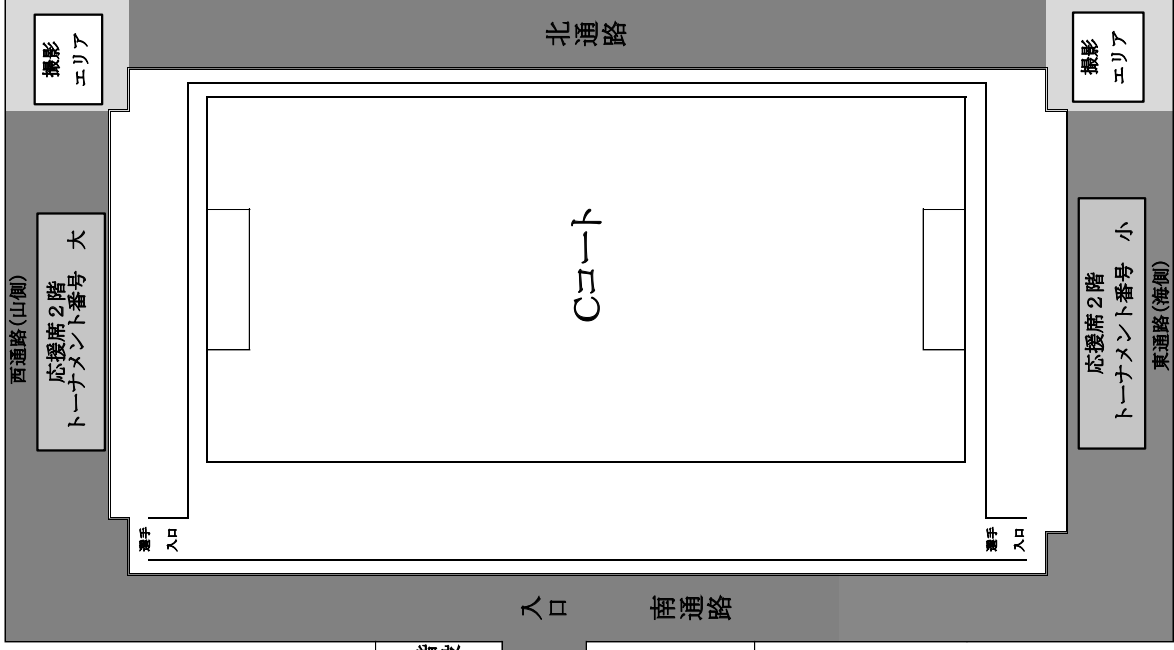 北通路
撮影
エリア
撮影
エリア
西通路(山側)
応援席２階
トーナメント番号　大
Cコート
応援席２階
トーナメント番号　小
東通路(海側)
選手
入口
選手
入口
入口
南通路